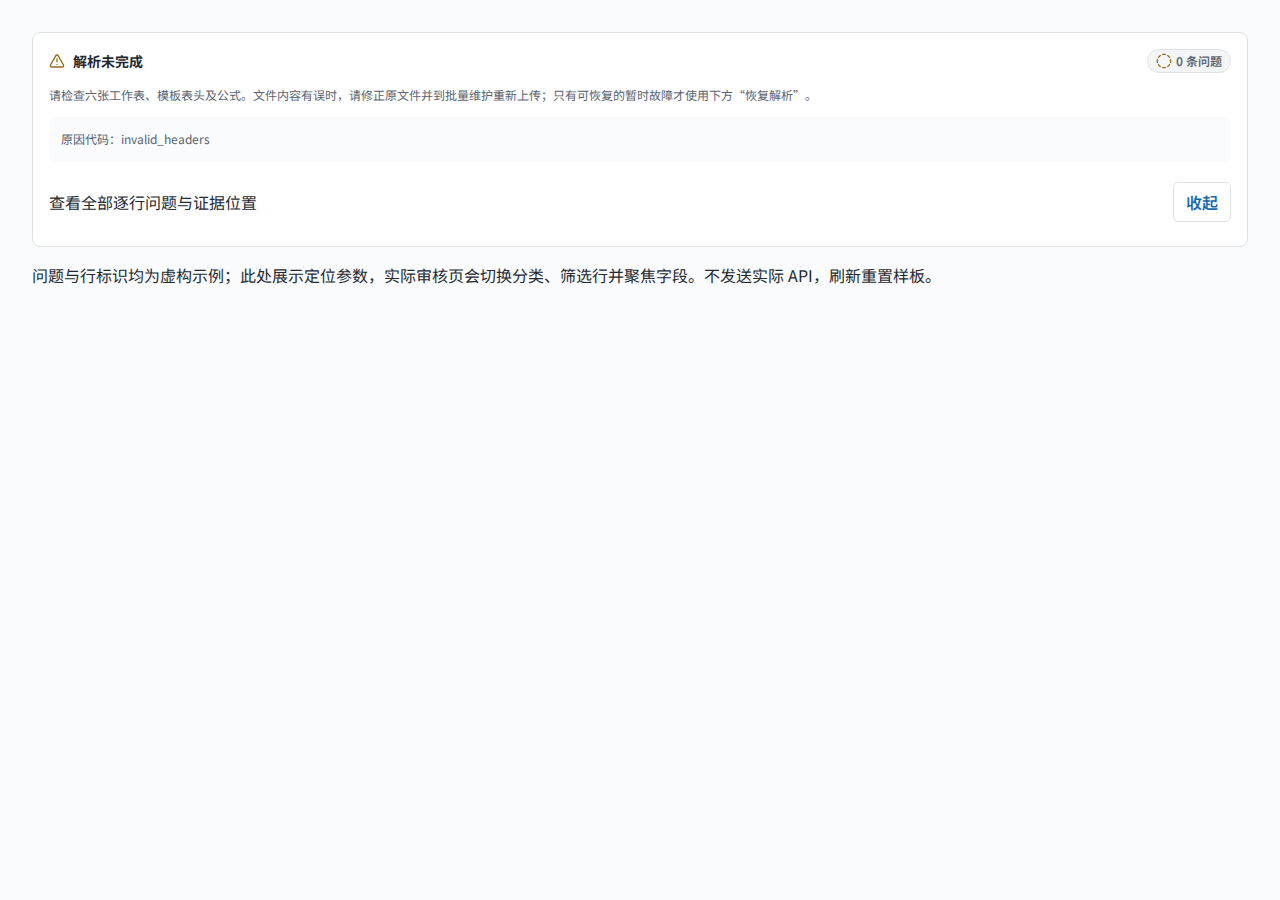 解析未完成
0 条问题
请检查六张工作表、模板表头及公式。文件内容有误时，请修正原文件并到批量维护重新上传；只有可恢复的暂时故障才使用下方“恢复解析”。
原因代码：invalid_headers
查看全部逐行问题与证据位置
收起
问题与行标识均为虚构示例；此处展示定位参数，实际审核页会切换分类、筛选行并聚焦字段。不发送实际 API，刷新重置样板。